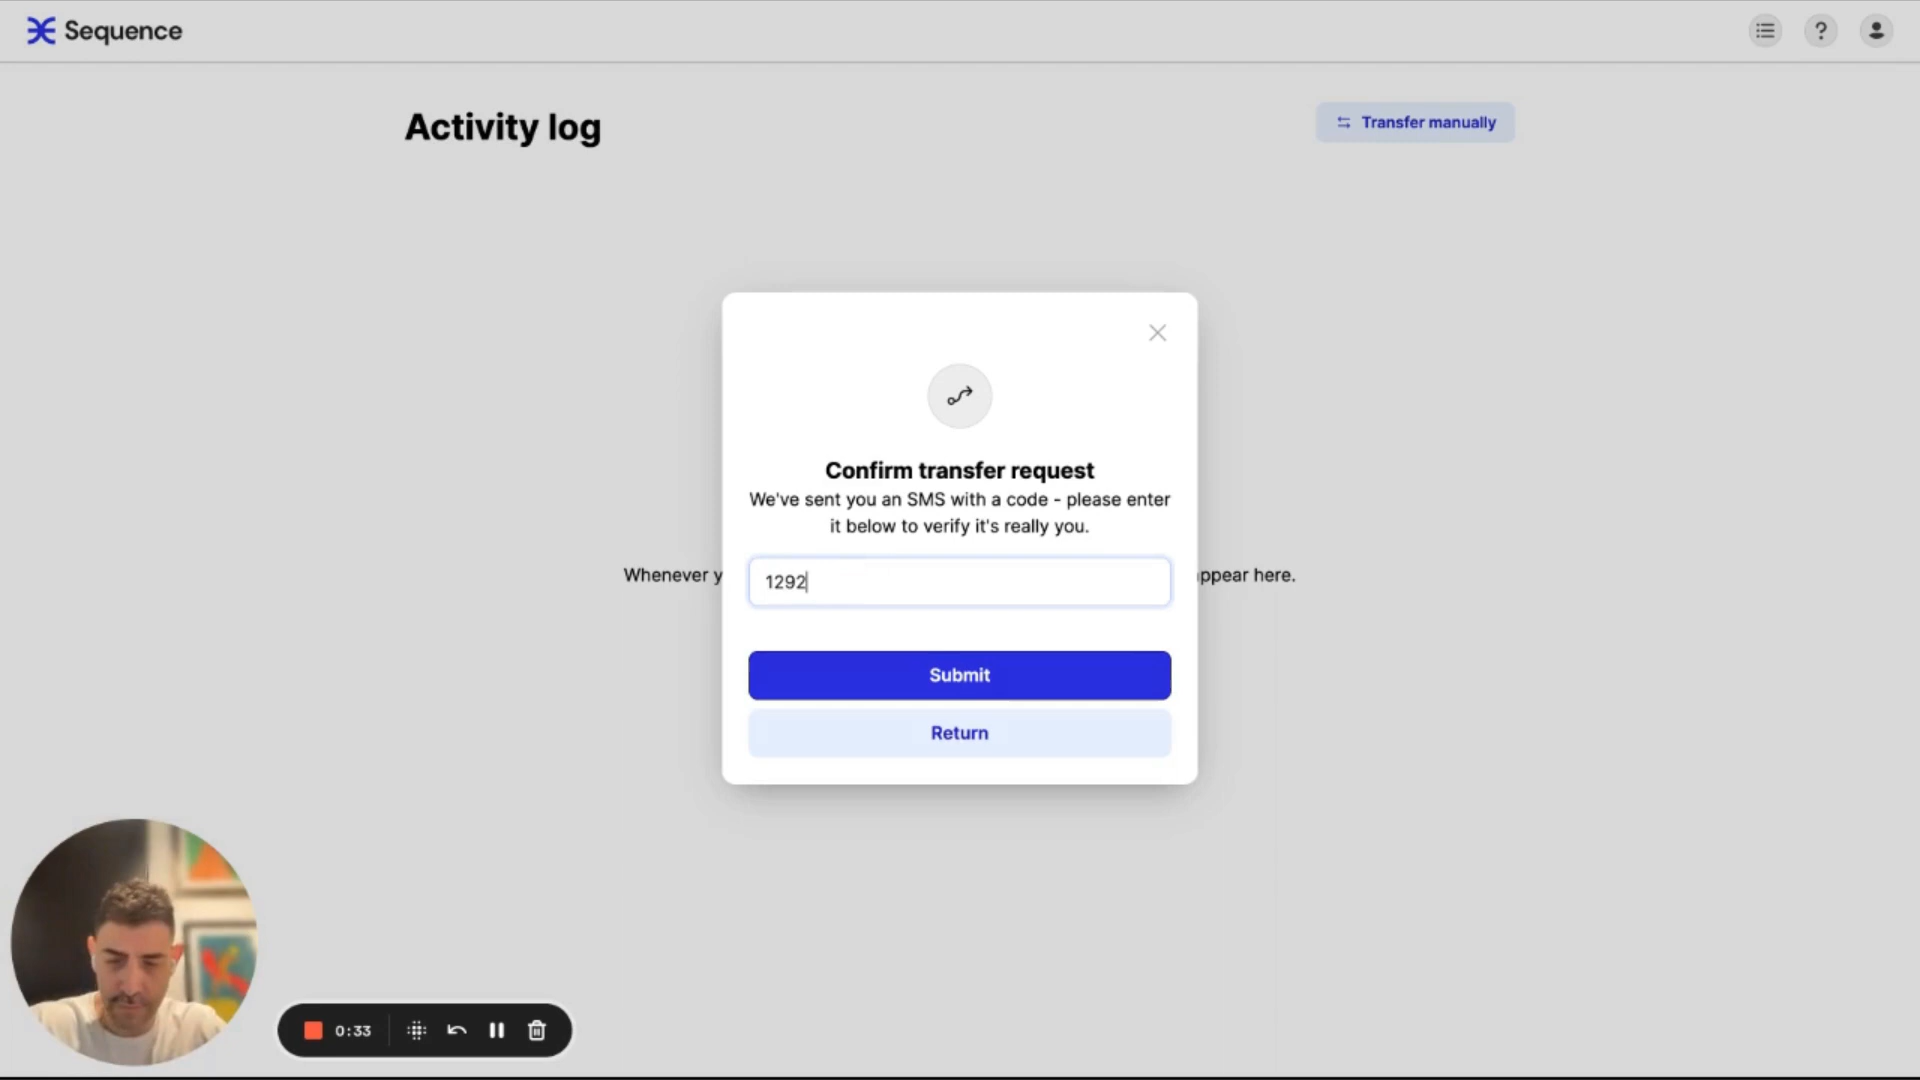 Sequence
?
Activity log
Transfer manually
Confirm transfer request
We've sent you an SMS with a code - please enter
it below to verify it's really you.
Whenever y
ppear here.
1292
Submit
Return
0:33